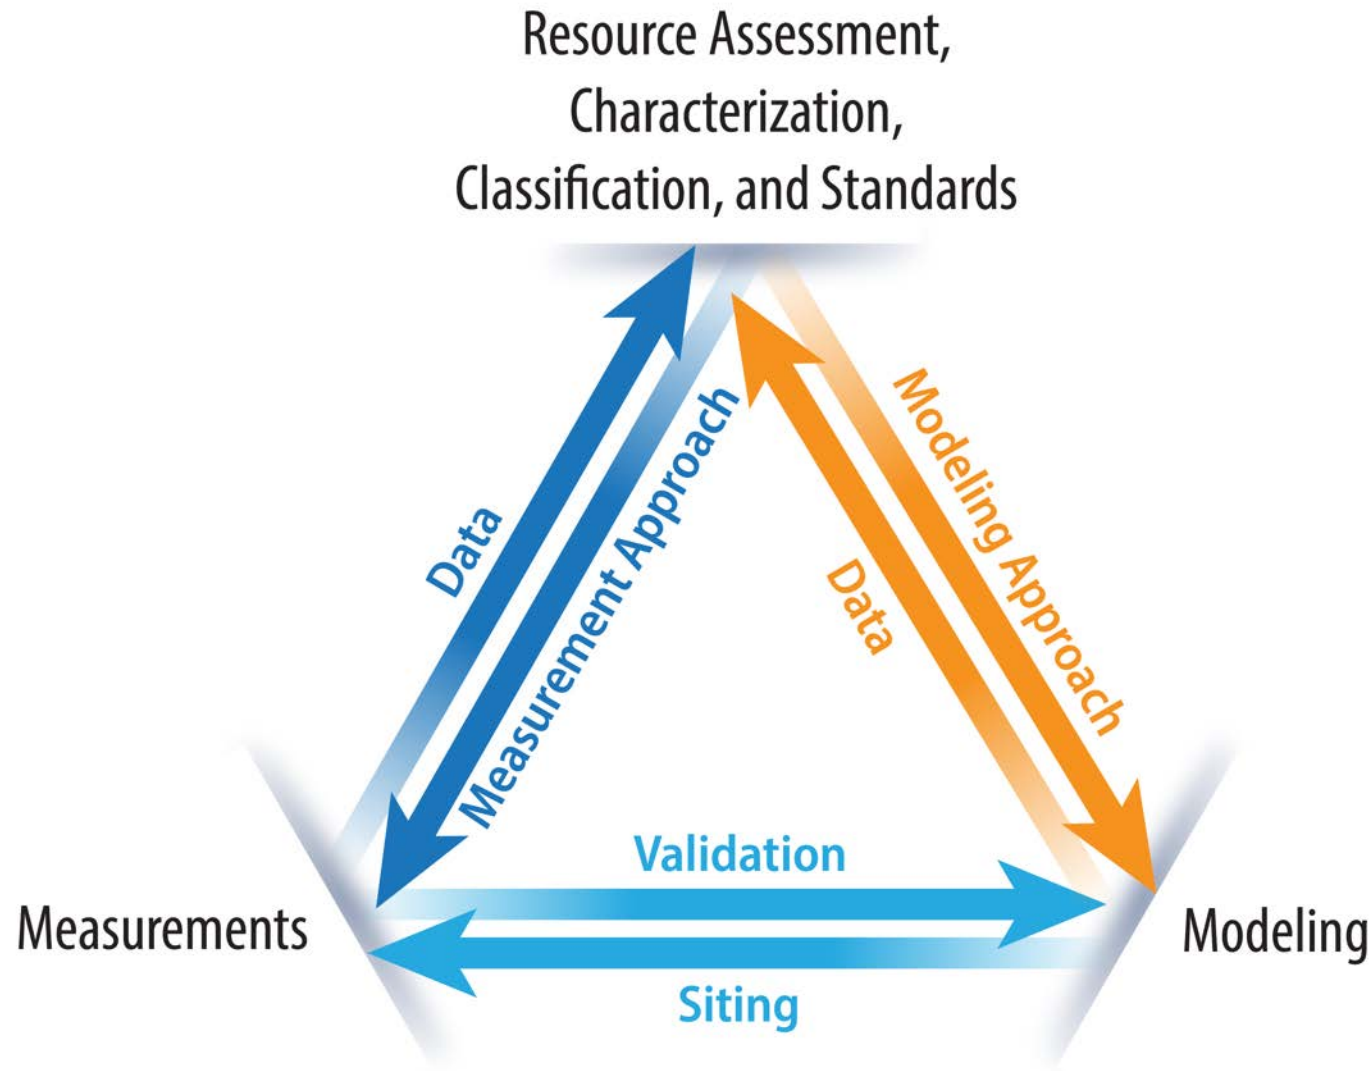 Resource Assessment,
Characterization,
Classification, and Standards
Data
Measurement Approach
Modeling Approach
Data
Validation
Measurements
Modeling
Siting